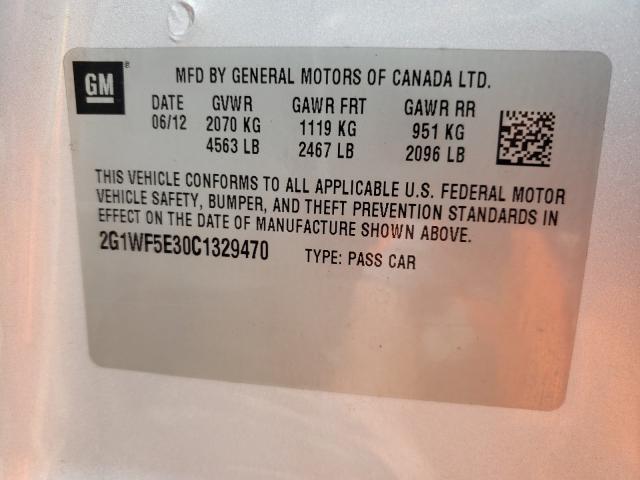 GM ®
MFD BY GENERAL MOTORS OF CANADA LTD.
DATE GVWR GAWR FRT GAWR RR
06/12 2070 KG 1119 KG 951 KG
4563 LB 2467 LB 2096 LB
THIS VEHICLE CONFORMS TO ALL APPLICABLE U.S. FEDERAL MOTOR
VEHICLE SAFETY, BUMPER, AND THEFT PREVENTION STANDARDS IN
EFFECT ON THE DATE OF MANUFACTURE SHOWN ABOVE.
2G1WF5E30C1329470 TYPE: PASS CAR